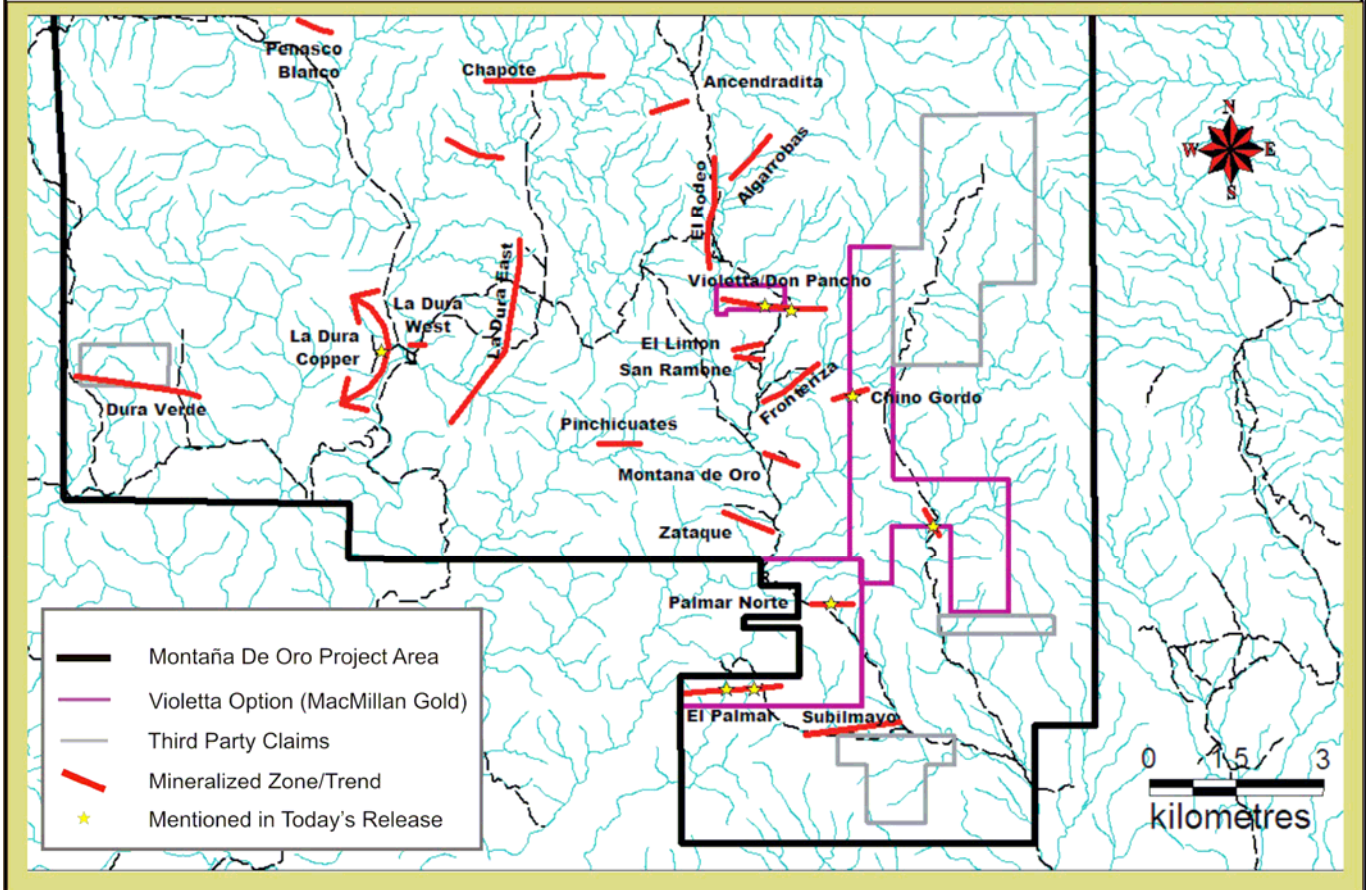 Penasco
Blanco
Chapote
Ancendradita
Algarrobas
El Rodeo
N
W E
S
La Dura East
Violetta/Don Pancho
La Dura
West
La Dura
Copper
El Limon
San Ramone
Fronteriza
Chino Gordo
Dura Verde
Pinchicuates
Montana de Oro
Zataque
Palmar Norte
El Palmar
Subilmayo
Montaña De Oro Project Area
Violetta Option (MacMillan Gold)
Third Party Claims
Mineralized Zone/Trend
Mentioned in Today's Release
0 1.5 3
kilometres